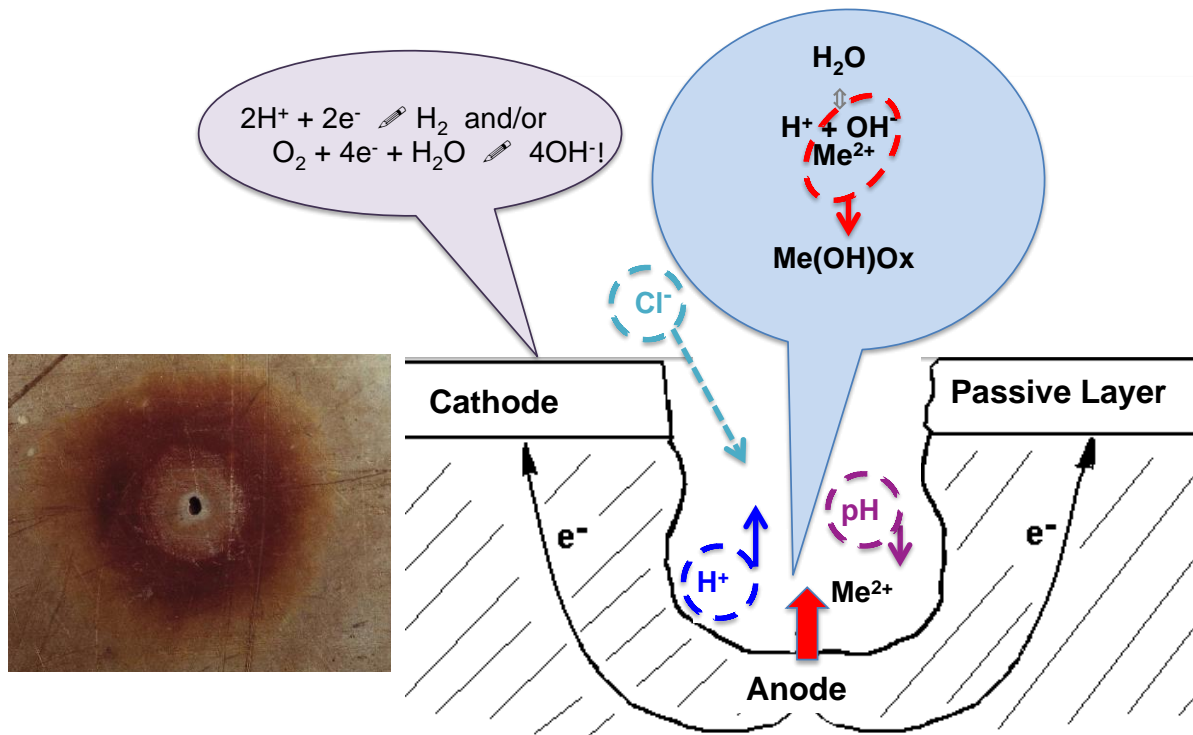 2H⁺ + 2e⁻ ✐ H₂ and/or
O₂ + 4e⁻ + H₂O ✐ 4OH⁻!
H₂O
⇕
H⁺ + OH⁻
Me²⁺
Me(OH)Ox
Cl⁻
Cathode
Passive Layer
pH
e⁻
e⁻
H⁺
Me²⁺
Anode